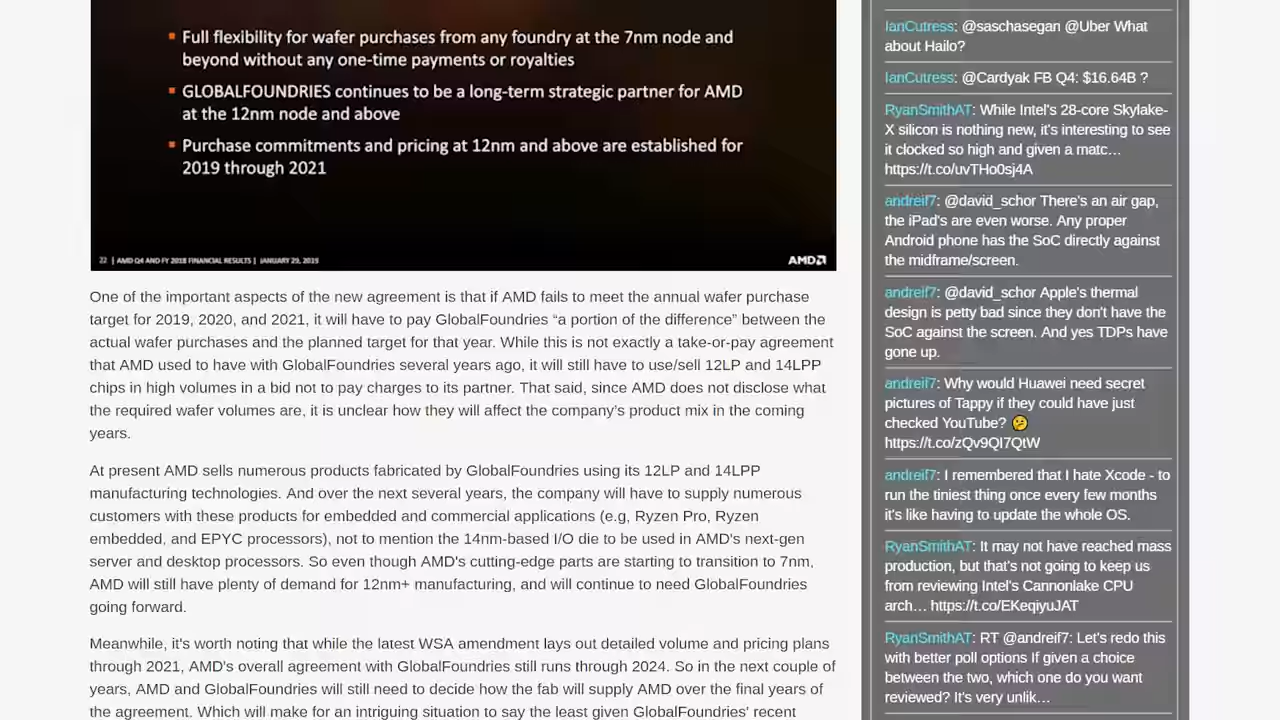 Full flexibility for wafer purchases from any foundry at the 7nm node and
beyond without any one-time payments or royalties
GLOBALFOUNDRIES continues to be a long-term strategic partner for AMD
at the 12nm node and above
Purchase commitments and pricing at 12nm and above are established for
2019 through 2021
22 | AMD Q4 AND FY 2018 FINANCIAL RESULTS | JANUARY 29, 2019
AMD
One of the important aspects of the new agreement is that if AMD fails to meet the annual wafer purchase
target for 2019, 2020, and 2021, it will have to pay GlobalFoundries “a portion of the difference” between the
actual wafer purchases and the planned target for that year. While this is not exactly a take-or-pay agreement
that AMD used to have with GlobalFoundries several years ago, it will still have to use/sell 12LP and 14LPP
chips in high volumes in a bid not to pay charges to its partner. That said, since AMD does not disclose what
the required wafer volumes are, it is unclear how they will affect the company’s product mix in the coming
years.
At present AMD sells numerous products fabricated by GlobalFoundries using its 12LP and 14LPP
manufacturing technologies. And over the next several years, the company will have to supply numerous
customers with these products for embedded and commercial applications (e.g, Ryzen Pro, Ryzen
embedded, and EPYC processors), not to mention the 14nm-based I/O die to be used in AMD's next-gen
server and desktop processors. So even though AMD's cutting-edge parts are starting to transition to 7nm,
AMD will still have plenty of demand for 12nm+ manufacturing, and will continue to need GlobalFoundries
going forward.
Meanwhile, it's worth noting that while the latest WSA amendment lays out detailed volume and pricing plans
through 2021, AMD's overall agreement with GlobalFoundries still runs through 2024. So in the next couple of
years, AMD and GlobalFoundries will still need to decide how the fab will supply AMD over the final years of
the agreement. Which will make for an intriguing situation to say the least given GlobalFoundries' recent
IanCutress: @saschasegan @Uber What
about Hailo?
IanCutress: @Cardyak FB Q4: $16.64B ?
RyanSmithAT: While Intel's 28-core Skylake-
X silicon is nothing new, it's interesting to see
it clocked so high and given a matc…
https://t.co/uvTHo0sj4A
andreif7: @david_schor There's an air gap,
the iPad's are even worse. Any proper
Android phone has the SoC directly against
the midframe/screen.
andreif7: @david_schor Apple's thermal
design is petty bad since they don't have the
SoC against the screen. And yes TDPs have
gone up.
andreif7: Why would Huawei need secret
pictures of Tappy if they could have just
checked YouTube? 🤔
https://t.co/zQv9QI7QtW
andreif7: I remembered that I hate Xcode - to
run the tiniest thing once every few months
it's like having to update the whole OS.
RyanSmithAT: It may not have reached mass
production, but that's not going to keep us
from reviewing Intel's Cannonlake CPU
arch… https://t.co/EKeqiyuJAT
RyanSmithAT: RT @andreif7: Let's redo this
with better poll options If given a choice
between the two, which one do you want
reviewed? It's very unlik…